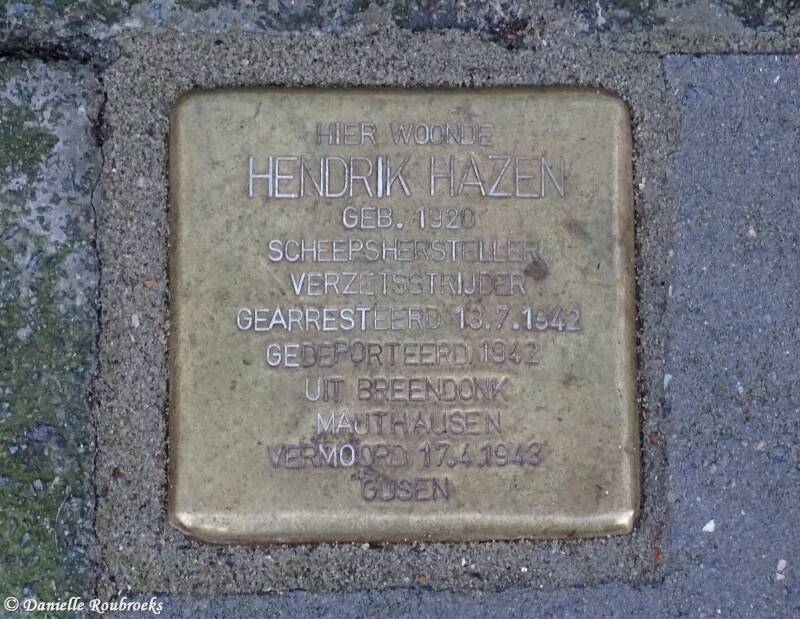 HIER WOONDE
HENDRIK HAZEN
GEB. 1920
SCHEEPSHERSTELLER
VERZETSSTRIJDER
GEARRESTEERD 13.7.1942
GEDEPORTEERD 1942
UIT BREENDONK
MAUTHAUSEN
VERMOORD 17.4.1943
GUSEN
© Danielle Roubroeks